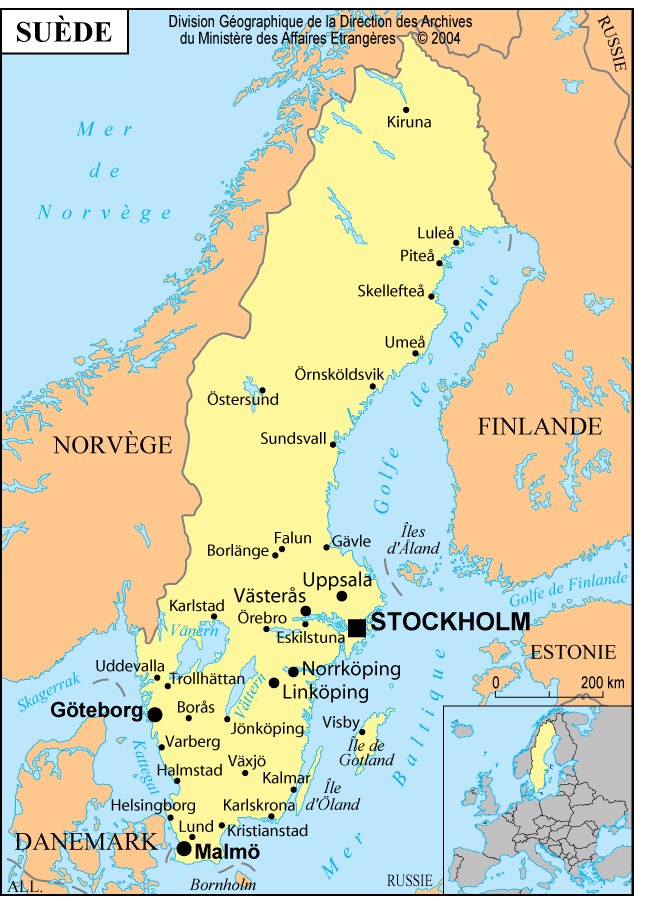 SUÈDE
Division Géographique de la Direction des Archives
du Ministère des Affaires Etrangères © 2004
RUSSIE
Mer
de
Norvège
Kiruna
Luleå
Piteå
Skellefteå
Golfe de Botnie
Umeå
Örnsköldsvik
Östersund
NORVÈGE
FINLANDE
Sundsvall
Falun
Gävle
Borlänge
Îles
d'Åland
Uppsala
Västerås
Golfe de Finlande
Karlstad
Örebro
STOCKHOLM
Vänern
Eskilstuna
ESTONIE
Uddevalla
Trollhättan
Norrköping
Linköping
0 200 km
Skagerrak
Vättern
Göteborg
Borås
Jönköping
Visby
Île de
Gotland
Varberg
Kattegat
Växjö
Halmstad
Kalmar
Île
d'Öland
Mer Baltique
Helsingborg
Karlskrona
Lund
Kristianstad
DANEMARK
Malmö
ALL.
Bornholm
RUSSIE